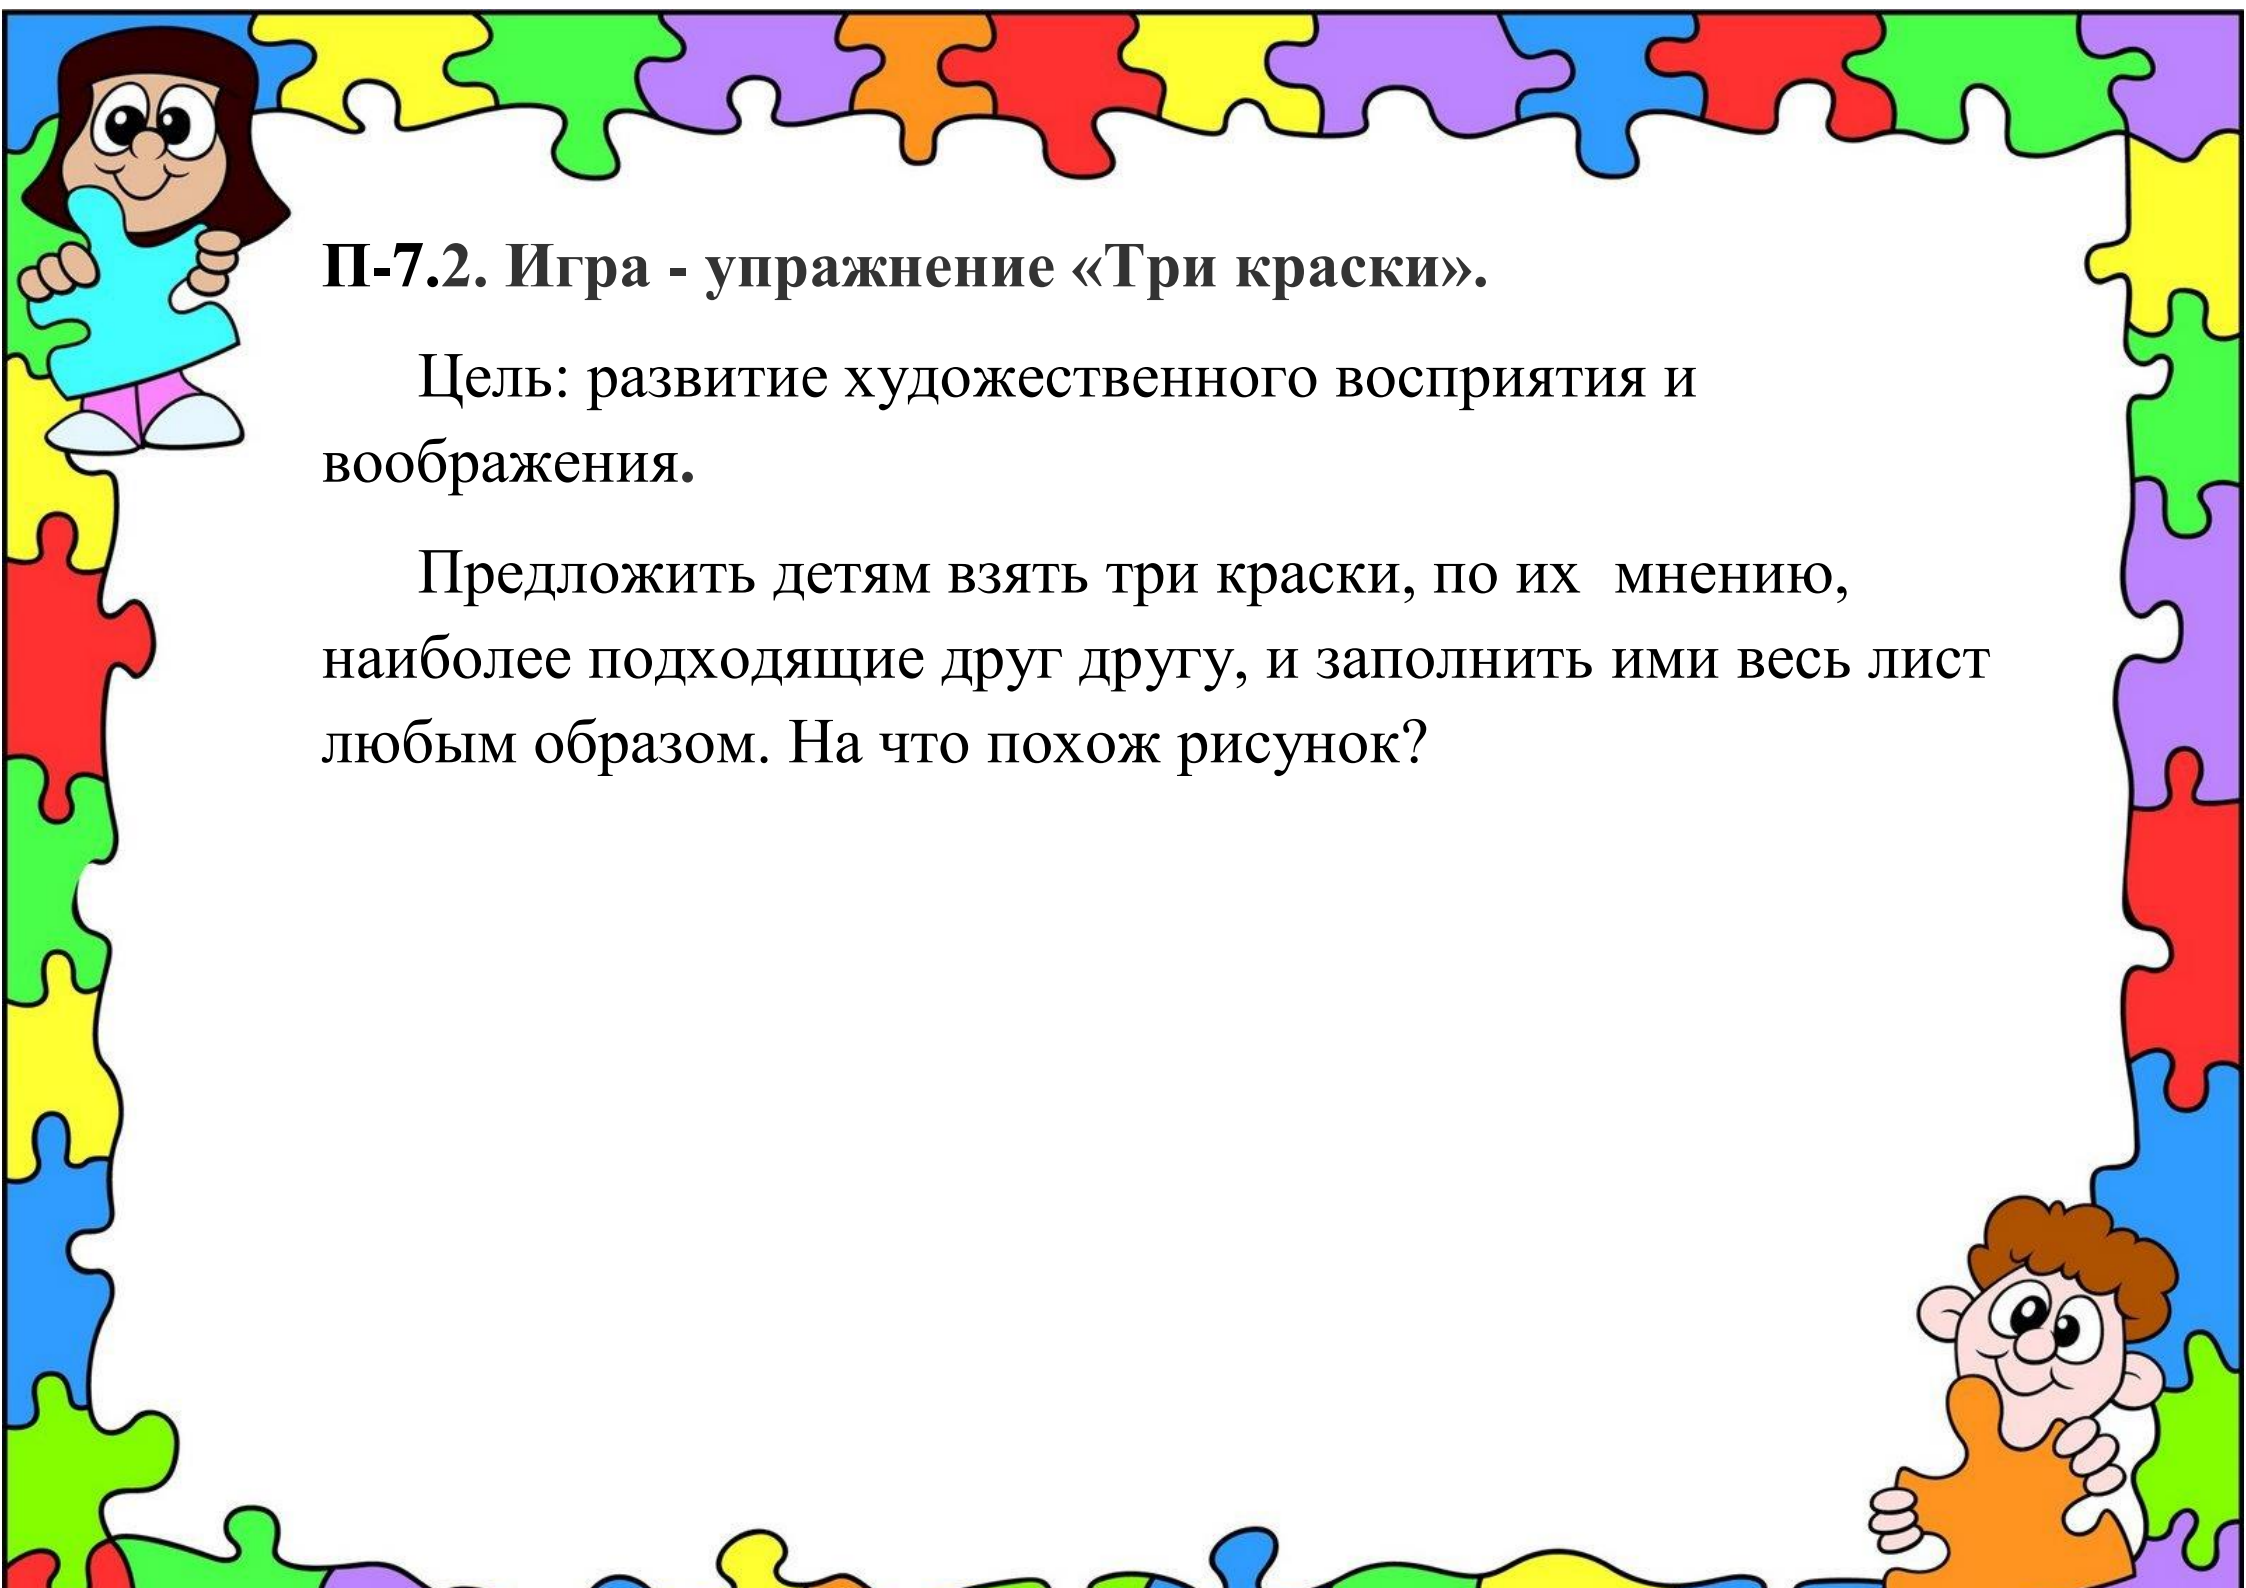 П-7.2. Игра - упражнение «Три краски».
Цель: развитие художественного восприятия и
воображения.
Предложить детям взять три краски, по их  мнению,
наиболее подходящие друг другу, и заполнить ими весь лист
любым образом. На что похож рисунок?